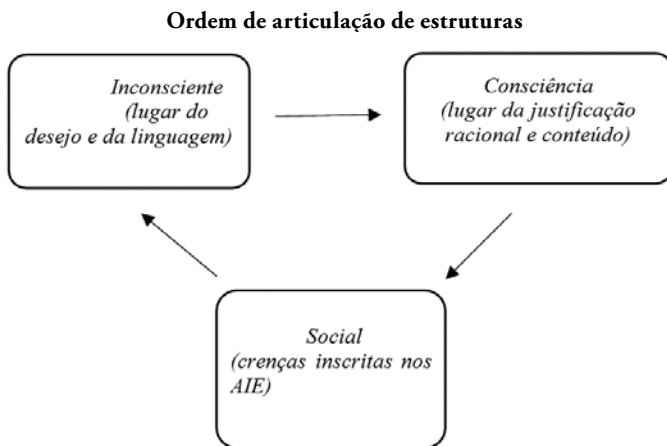 Ordem de articulação de estruturas
Inconsciente
(lugar do
desejo e da linguagem)
Consciência
(lugar da justificação
racional e conteúdo)
Social
(crenças inscritas nos
AIE)